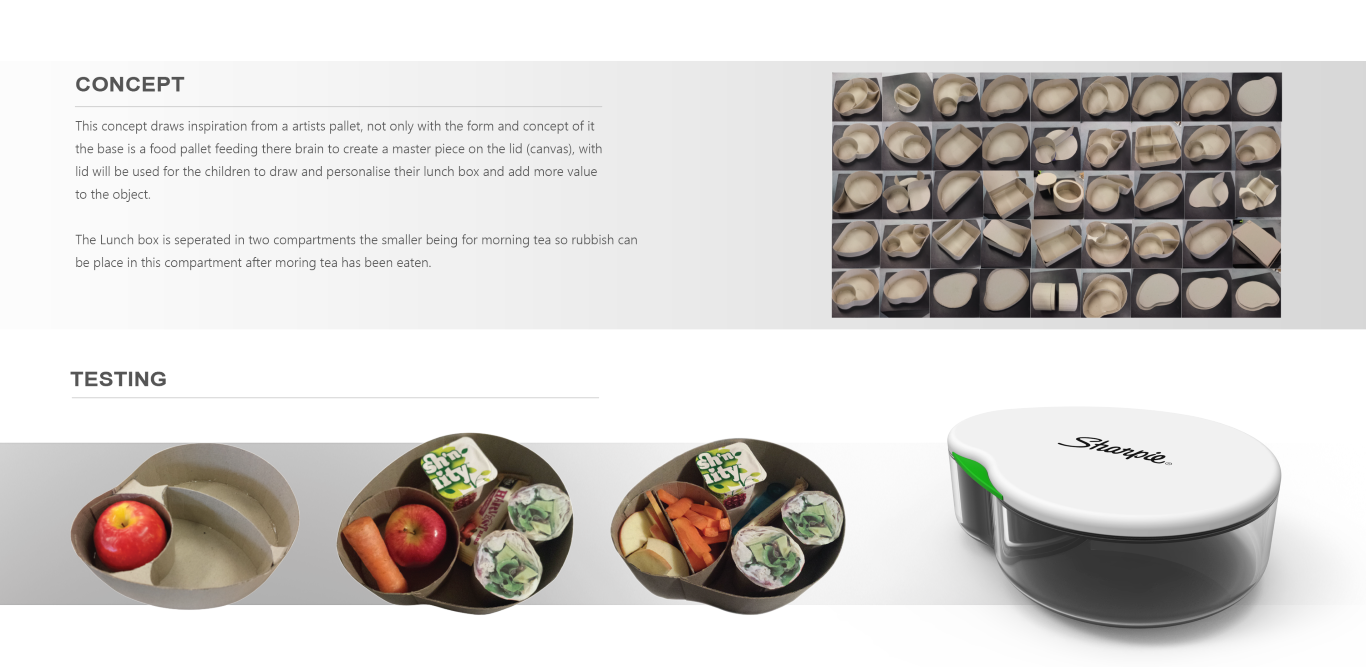 CONCEPT
This concept draws inspiration from a artists pallet, not only with the form and concept of it
the base is a food pallet feeding there brain to create a master piece on the lid (canvas), with
lid will be used for the children to draw and personalise their lunch box and add more value
to the object.
The Lunch box is seperated in two compartments the smaller being for morning tea so rubbish can
be place in this compartment after moring tea has been eaten.
TESTING
sh'n
ility
sh'n
ility
Sharpie®